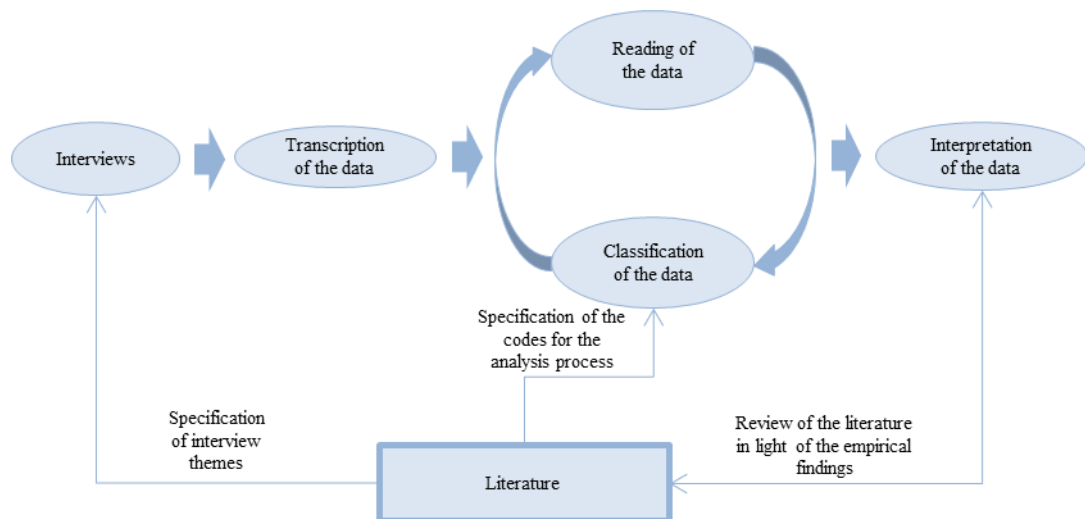 Reading of
the data
Interviews
Transcription
of the data
Interpretation
of the data
Classification
of the data
Specification of the
codes for the
analysis process
Specification
of interview
themes
Review of the literature
in light of the empirical
findings
Literature